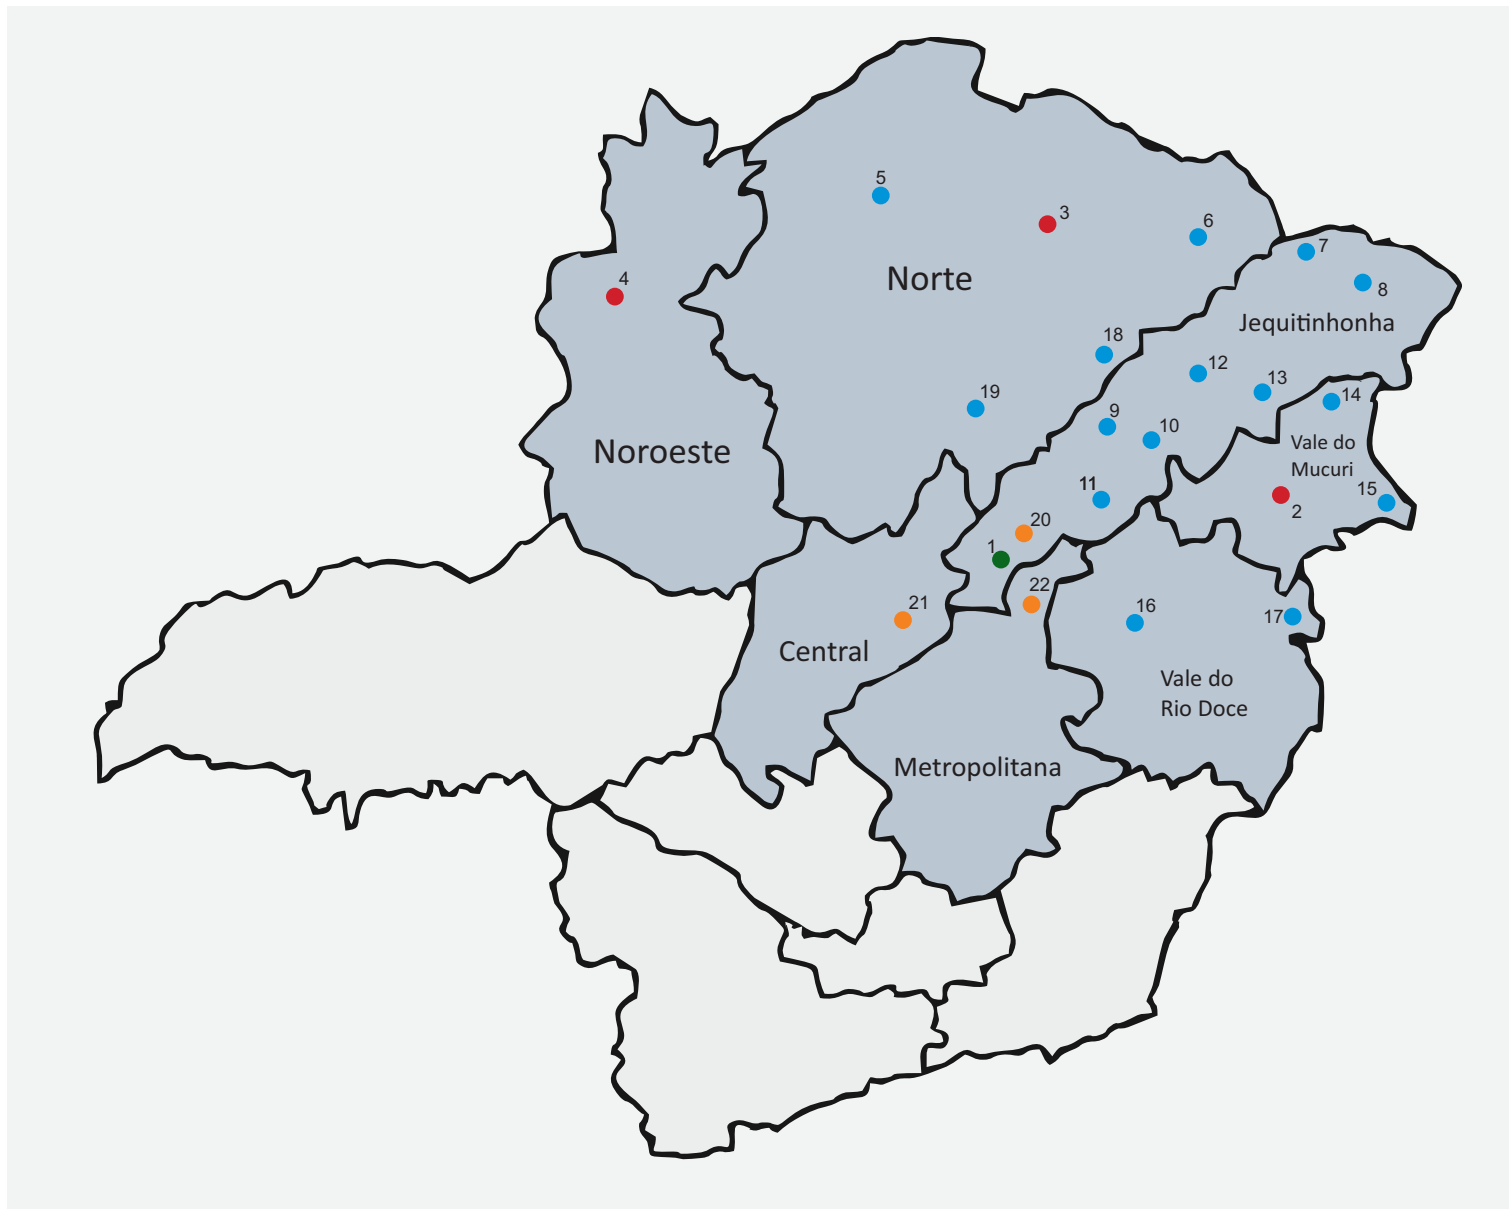 5
3
6
7
4
Norte
8
Jequitinhonha
18
12
13
19
14
9
10
Noroeste
Vale do
Mucuri
11
15
2
20
1
22
21
16
17
Central
Vale do
Rio Doce
Metropolitana